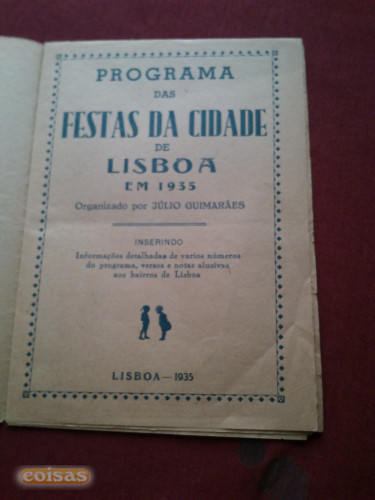 PROGRAMA
DAS
FESTAS DA CIDADE
DE
LISBOA
EM 1935
Organizado por JÚLIO GUIMARÃES
INSERINDO
Informações detalhadas de varios números
do programa, versos e notas alusivas
aos bairros de Lisboa
LISBOA—1935
coisas